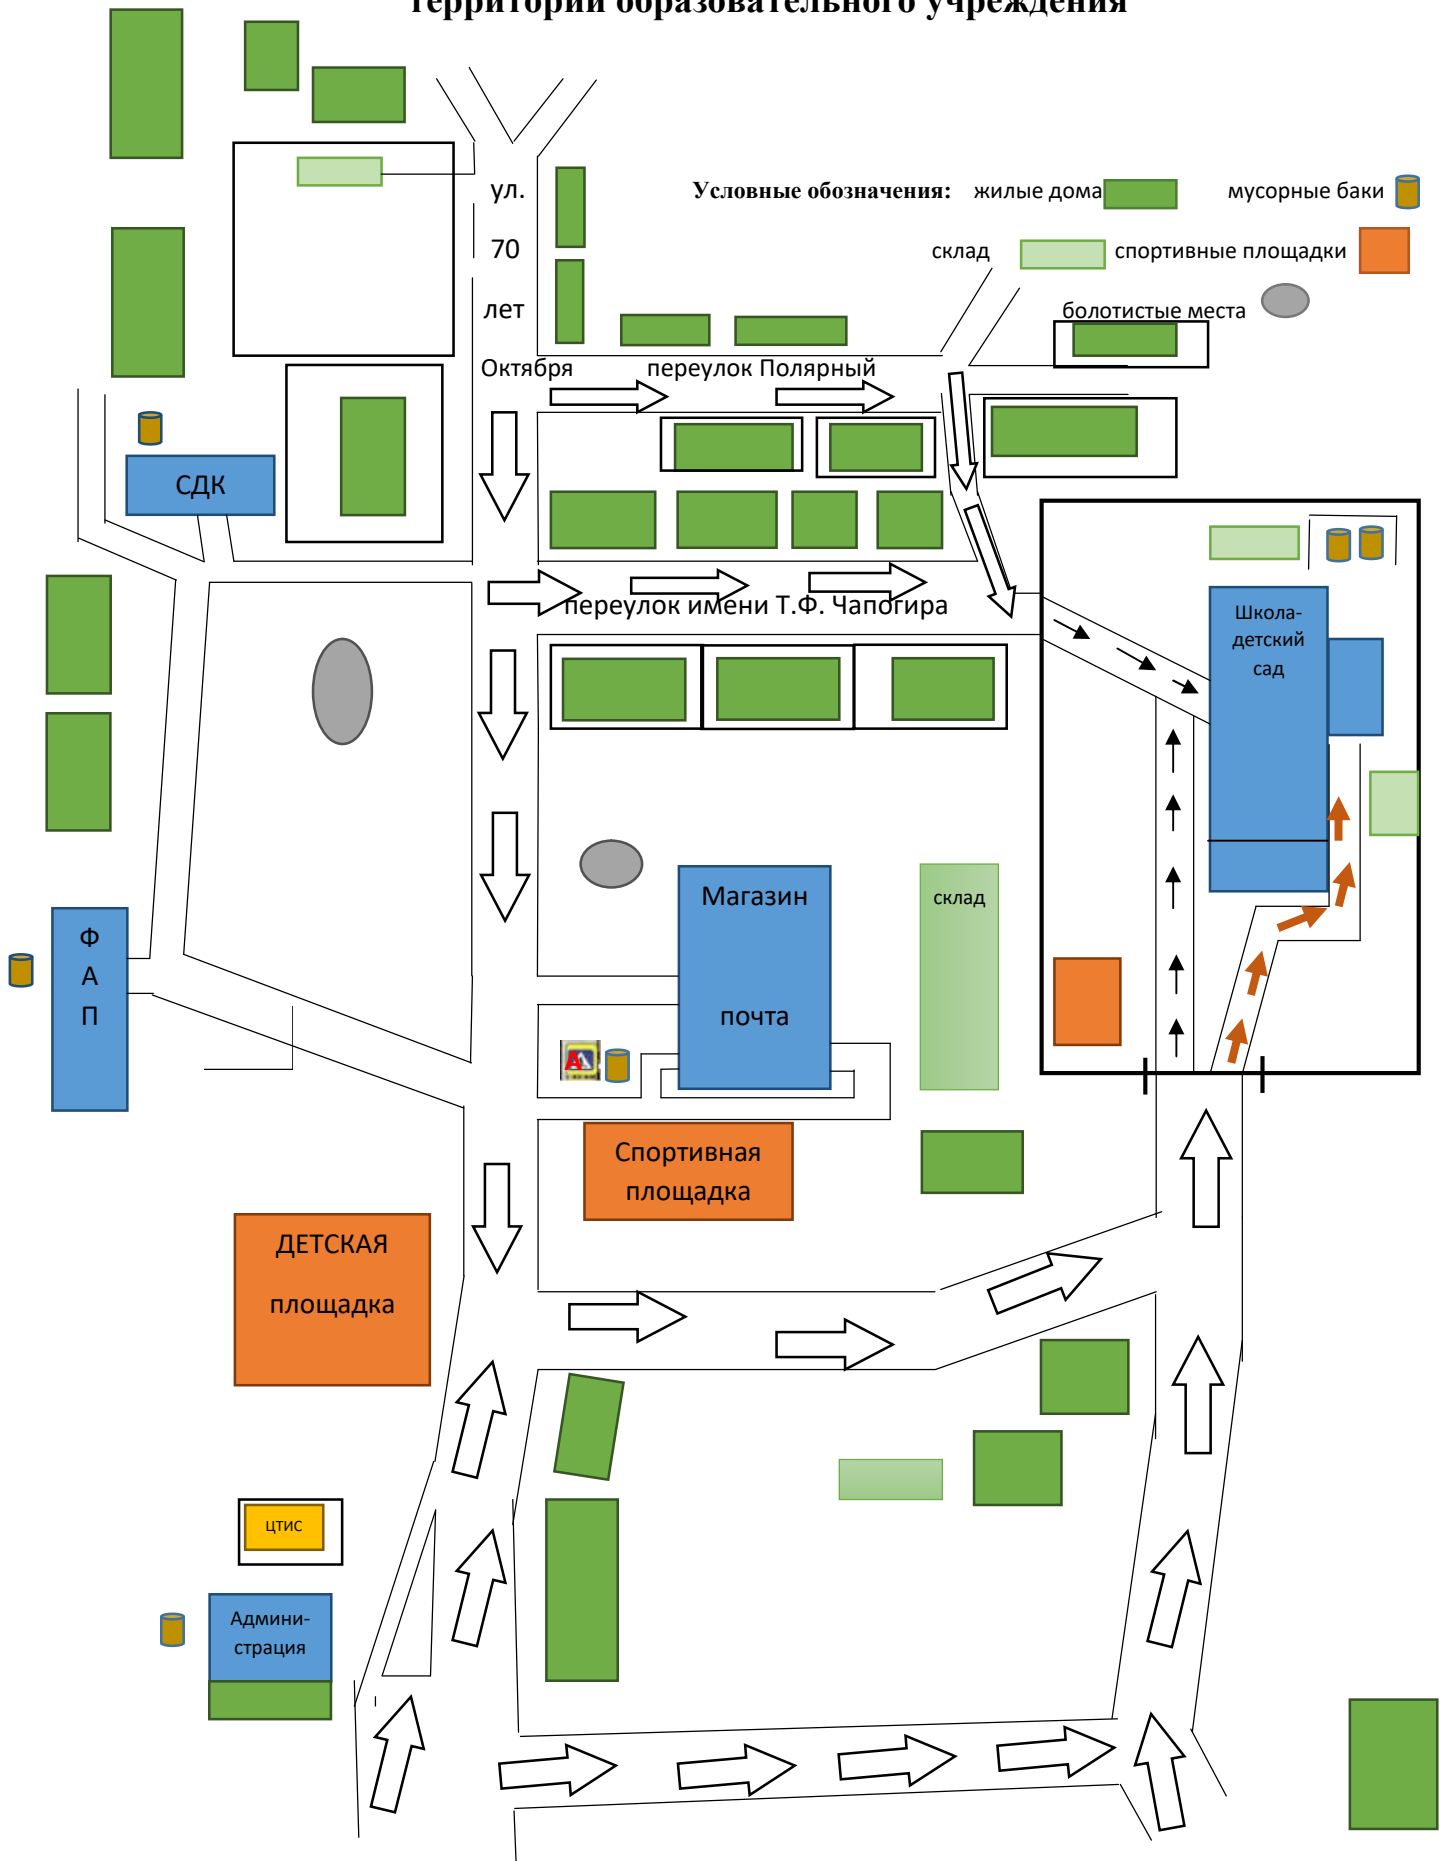 территории образовательного учреждения
ул.
70
лет
Октября
Условные обозначения: жилые дома мусорные баки
склад спортивные площадки
болотистые места
переулок Полярный
СДК
переулок имени Т.Ф. Чапогира
Школа-
детский
сад
Магазин
почта
склад
Ф
А
П
А
Спортивная
площадка
ДЕТСКАЯ
площадка
цтис
Админи-
страция